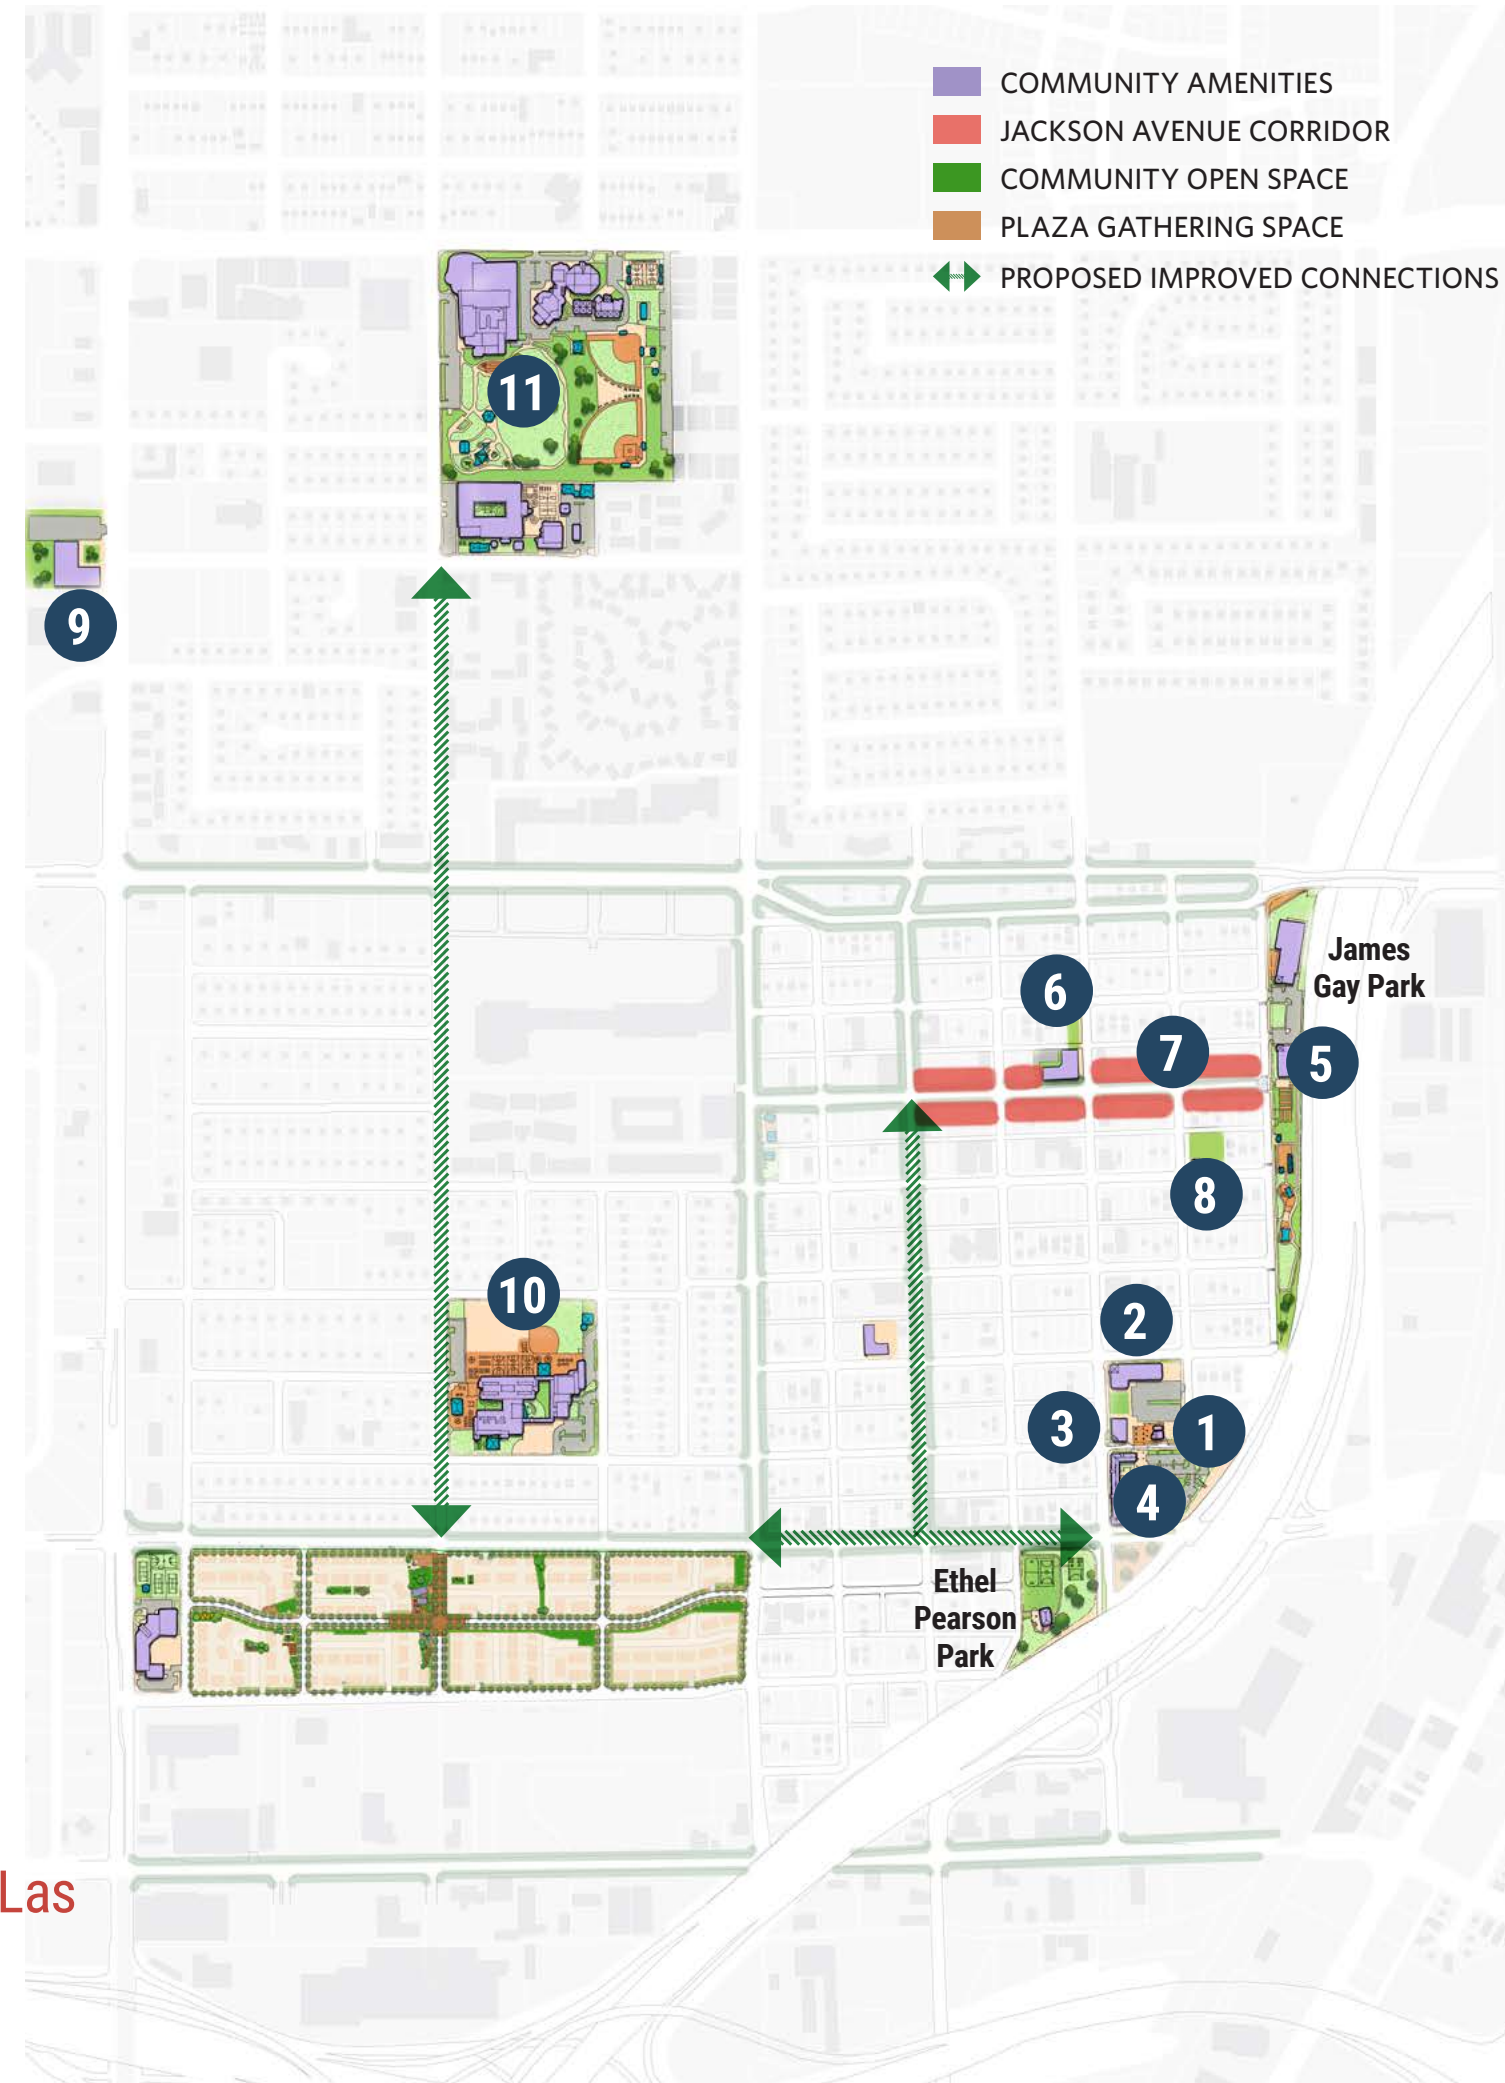 COMMUNITY AMENITIES
JACKSON AVENUE CORRIDOR
COMMUNITY OPEN SPACE
PLAZA GATHERING SPACE
PROPOSED IMPROVED CONNECTIONS
11
9
James
Gay Park
6
7
5
8
10
2
3
1
4
Ethel
Pearson
Park
Las